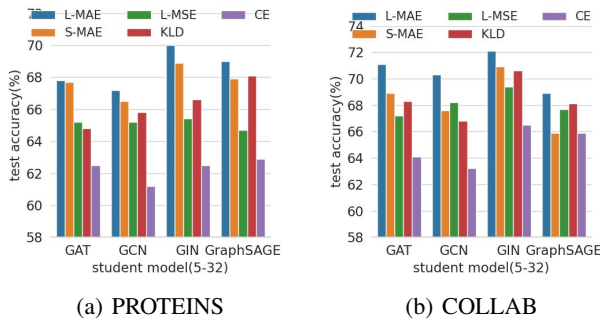 72
L-MAE L-MSE CE
S-MAE KLD
70
68
66
64
62
60
58
test accuracy(%)
GAT GCN GIN GraphSAGE
student model(5-32)
(a) PROTEINS
L-MAE L-MSE CE
S-MAE KLD
72
70
68
66
64
62
60
58
test accuracy(%)
GAT GCN GIN GraphSAGE
student model(5-32)
(b) COLLAB